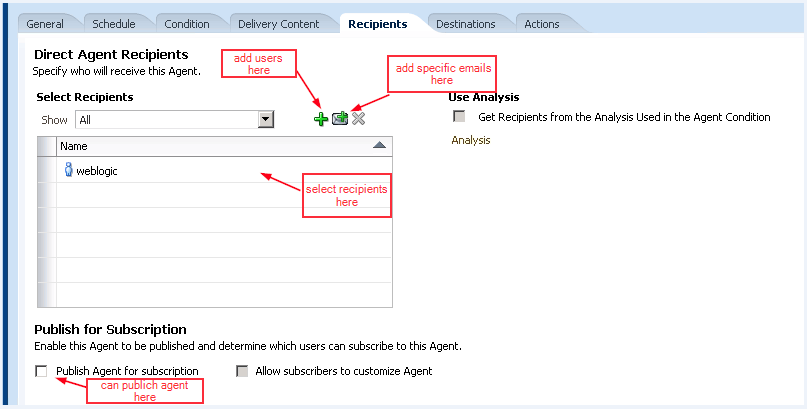 General Schedule Condition Delivery Content Recipients Destinations Actions
Direct Agent Recipients
Specify who will receive this Agent.
add users
here
add specific emails
here
Select Recipients
Show All
Use Analysis
Get Recipients from the Analysis Used in the Agent Condition
Analysis
Name
weblogic
select recipients
here
Publish for Subscription
Enable this Agent to be published and determine which users can subscribe to this Agent.
Publish Agent for subscription
Allow subscribers to customize Agent
can publich agent
here